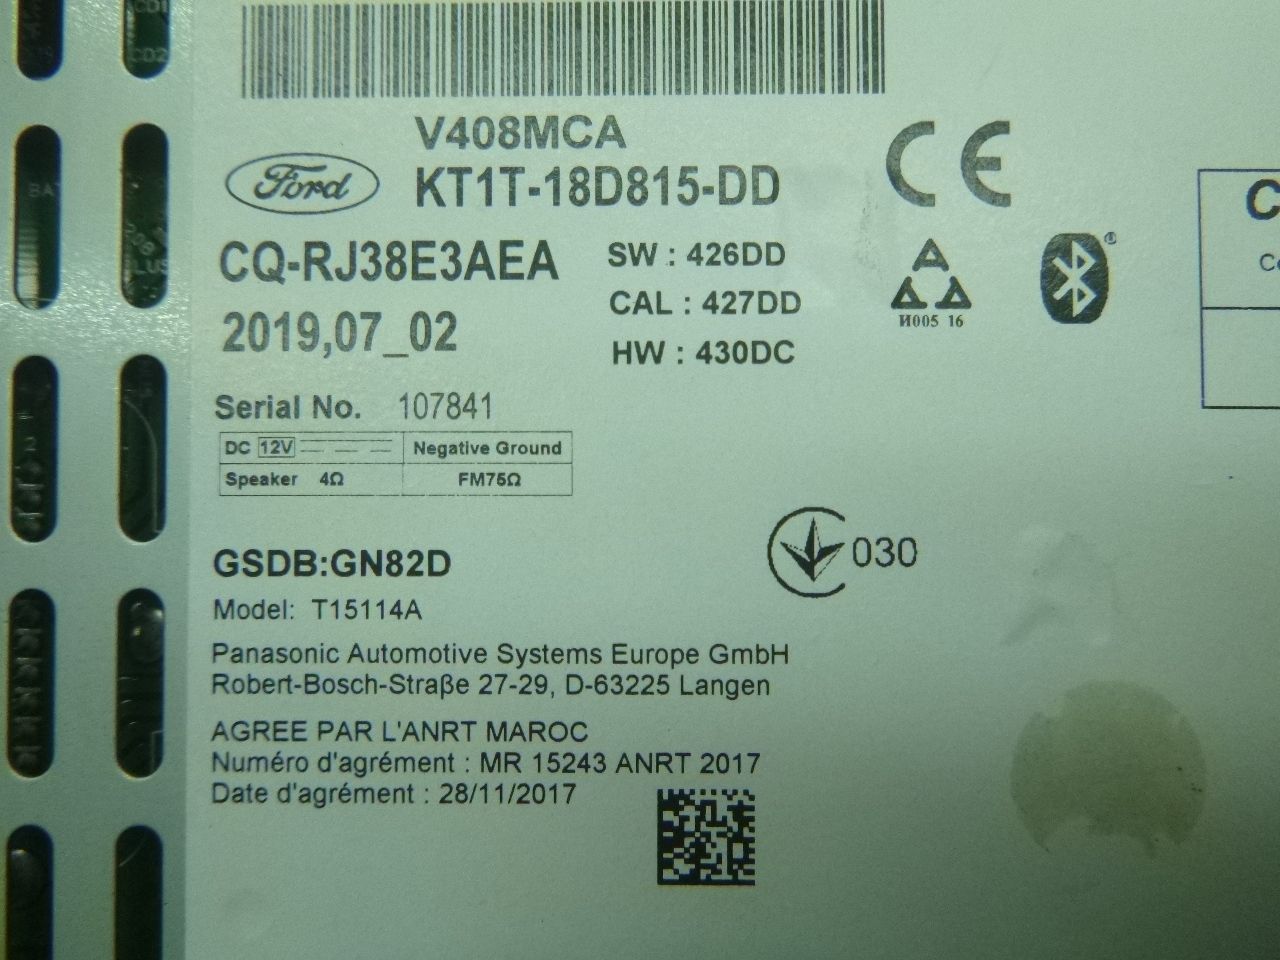 V408MCA
Ford
KT1T-18D815-DD
CQ-RJ38E3AEA
SW : 426DD
2019,07_02
CAL : 427DD
HW : 430DC
И005 16
Serial No. 107841
DC 12V
Negative Ground
Speaker 4Ω
FM75Ω
030
GSDB:GN82D
Model: T15114A
Panasonic Automotive Systems Europe GmbH
Robert-Bosch-Straβe 27-29, D-63225 Langen
AGREE PAR L'ANRT MAROC
Numéro d'agrément : MR 15243 ANRT 2017
Date d'agrément : 28/11/2017
CD1
CD2